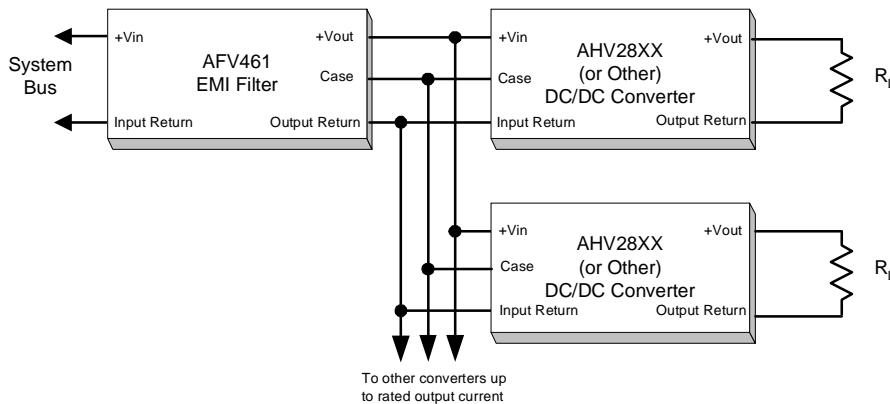 +Vin
System
Bus
Input Return
AFV461
EMI Filter
+Vout
Case
Output Return
+Vin
Case
Input Return
AHV28XX
(or Other)
DC/DC Converter
+Vout
Output Return
+Vin
Case
Input Return
AHV28XX
(or Other)
DC/DC Converter
+Vout
Output Return
To other converters up
to rated output current